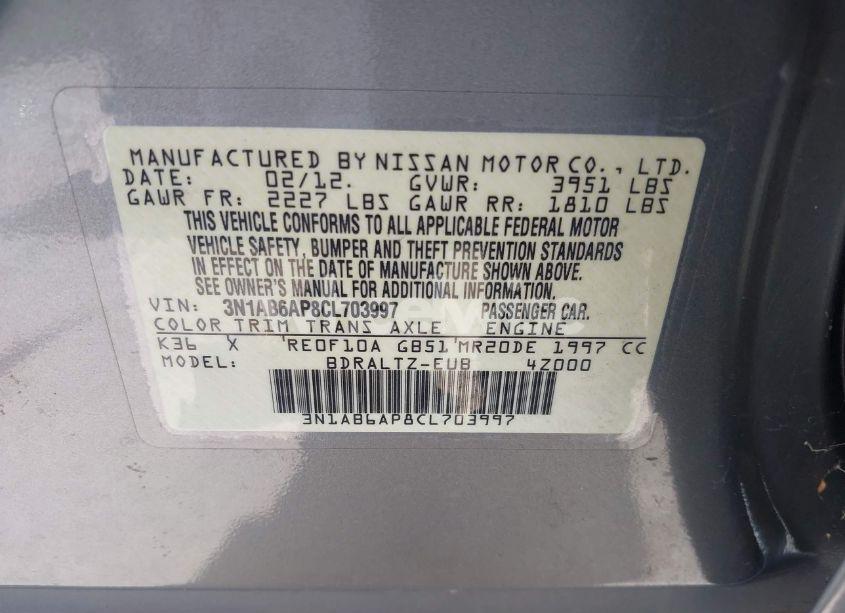 MANUFACTURED BY NISSAN MOTOR CO., LTD.
DATE: 02/12. GVWR: 3951 LBS
GAWR FR: 2227 LBS GAWR RR: 1810 LBS
THIS VEHICLE CONFORMS TO ALL APPLICABLE FEDERAL MOTOR
VEHICLE SAFETY, BUMPER AND THEFT PREVENTION STANDARDS
IN EFFECT ON THE DATE OF MANUFACTURE SHOWN ABOVE.
SEE OWNER'S MANUAL FOR ADDITIONAL INFORMATION.
VIN: 3N1AB6AP8CL703997 PASSENGER CAR.
COLOR TRIM TRANS AXLE ENGINE
K36 X RE0F10A GB51 MR20DE 1997 CC
MODEL: BDRALTZ-EUB 4Z000
3N1AB6AP8CL703997